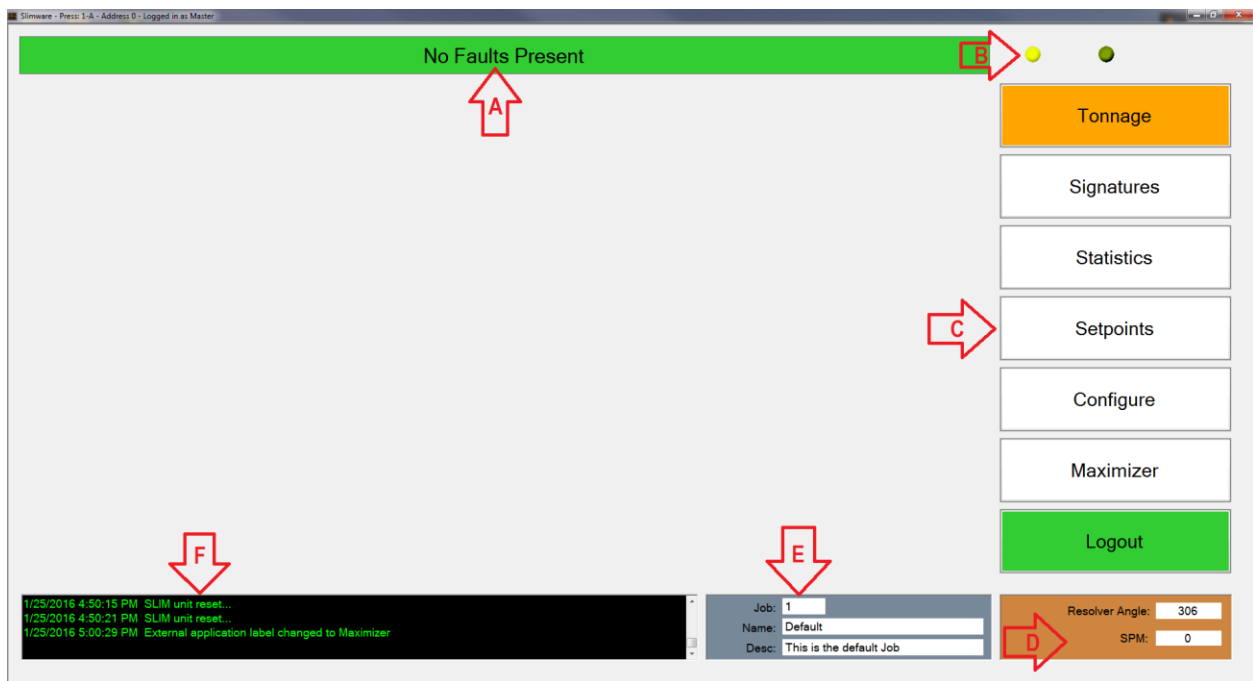 Slimware - Press: 1-A - Address 0 - Logged in as Master
No Faults Present
A
B
Tonnage
Signatures
Statistics
C
Setpoints
Configure
Maximizer
Logout
F
1/25/2016 4:50:15 PM SLIM unit reset...
1/25/2016 4:50:21 PM SLIM unit reset...
1/25/2016 5:00:29 PM External application label changed to Maximizer
E
Job: 1
Name: Default
Desc: This is the default Job
D
Resolver Angle: 306
SPM: 0